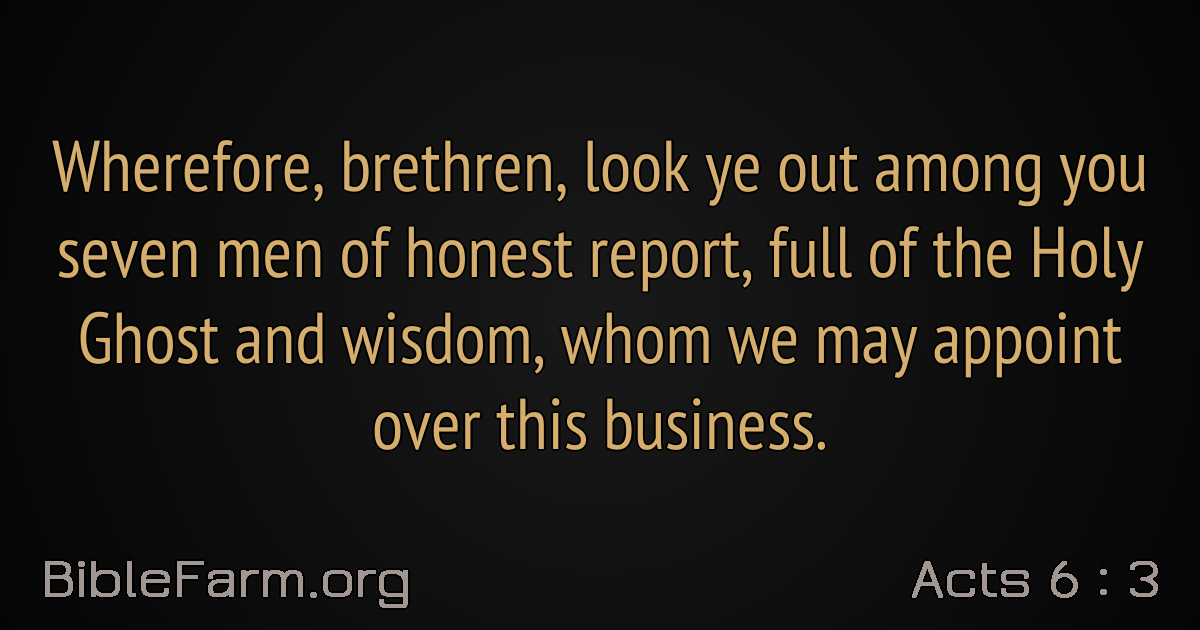 Wherefore, brethren, look ye out among you
seven men of honest report, full of the Holy
Ghost and wisdom, whom we may appoint
over this business.
BibleFarm.org
Acts 6 : 3